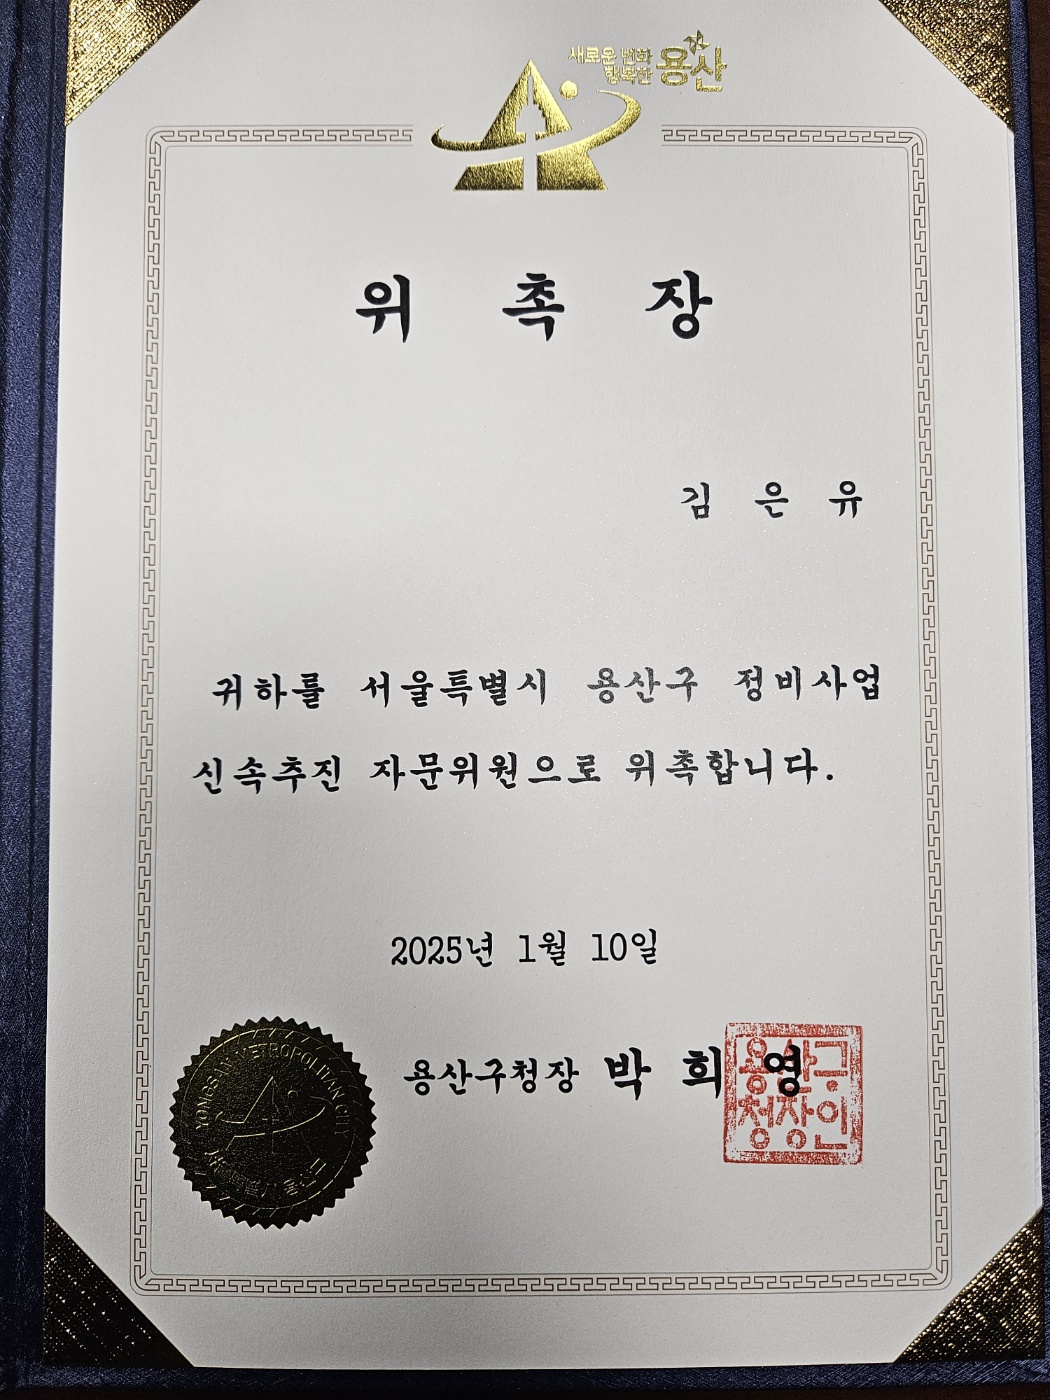 새로운 변화
행복한 용산
위 촉 장
김 은 유
귀하를 서울특별시 용산구 정비사업
신속추진 자문위원으로 위촉합니다.
2025년 1월 10일
용산구청장 박 희 영
용산구
청장인